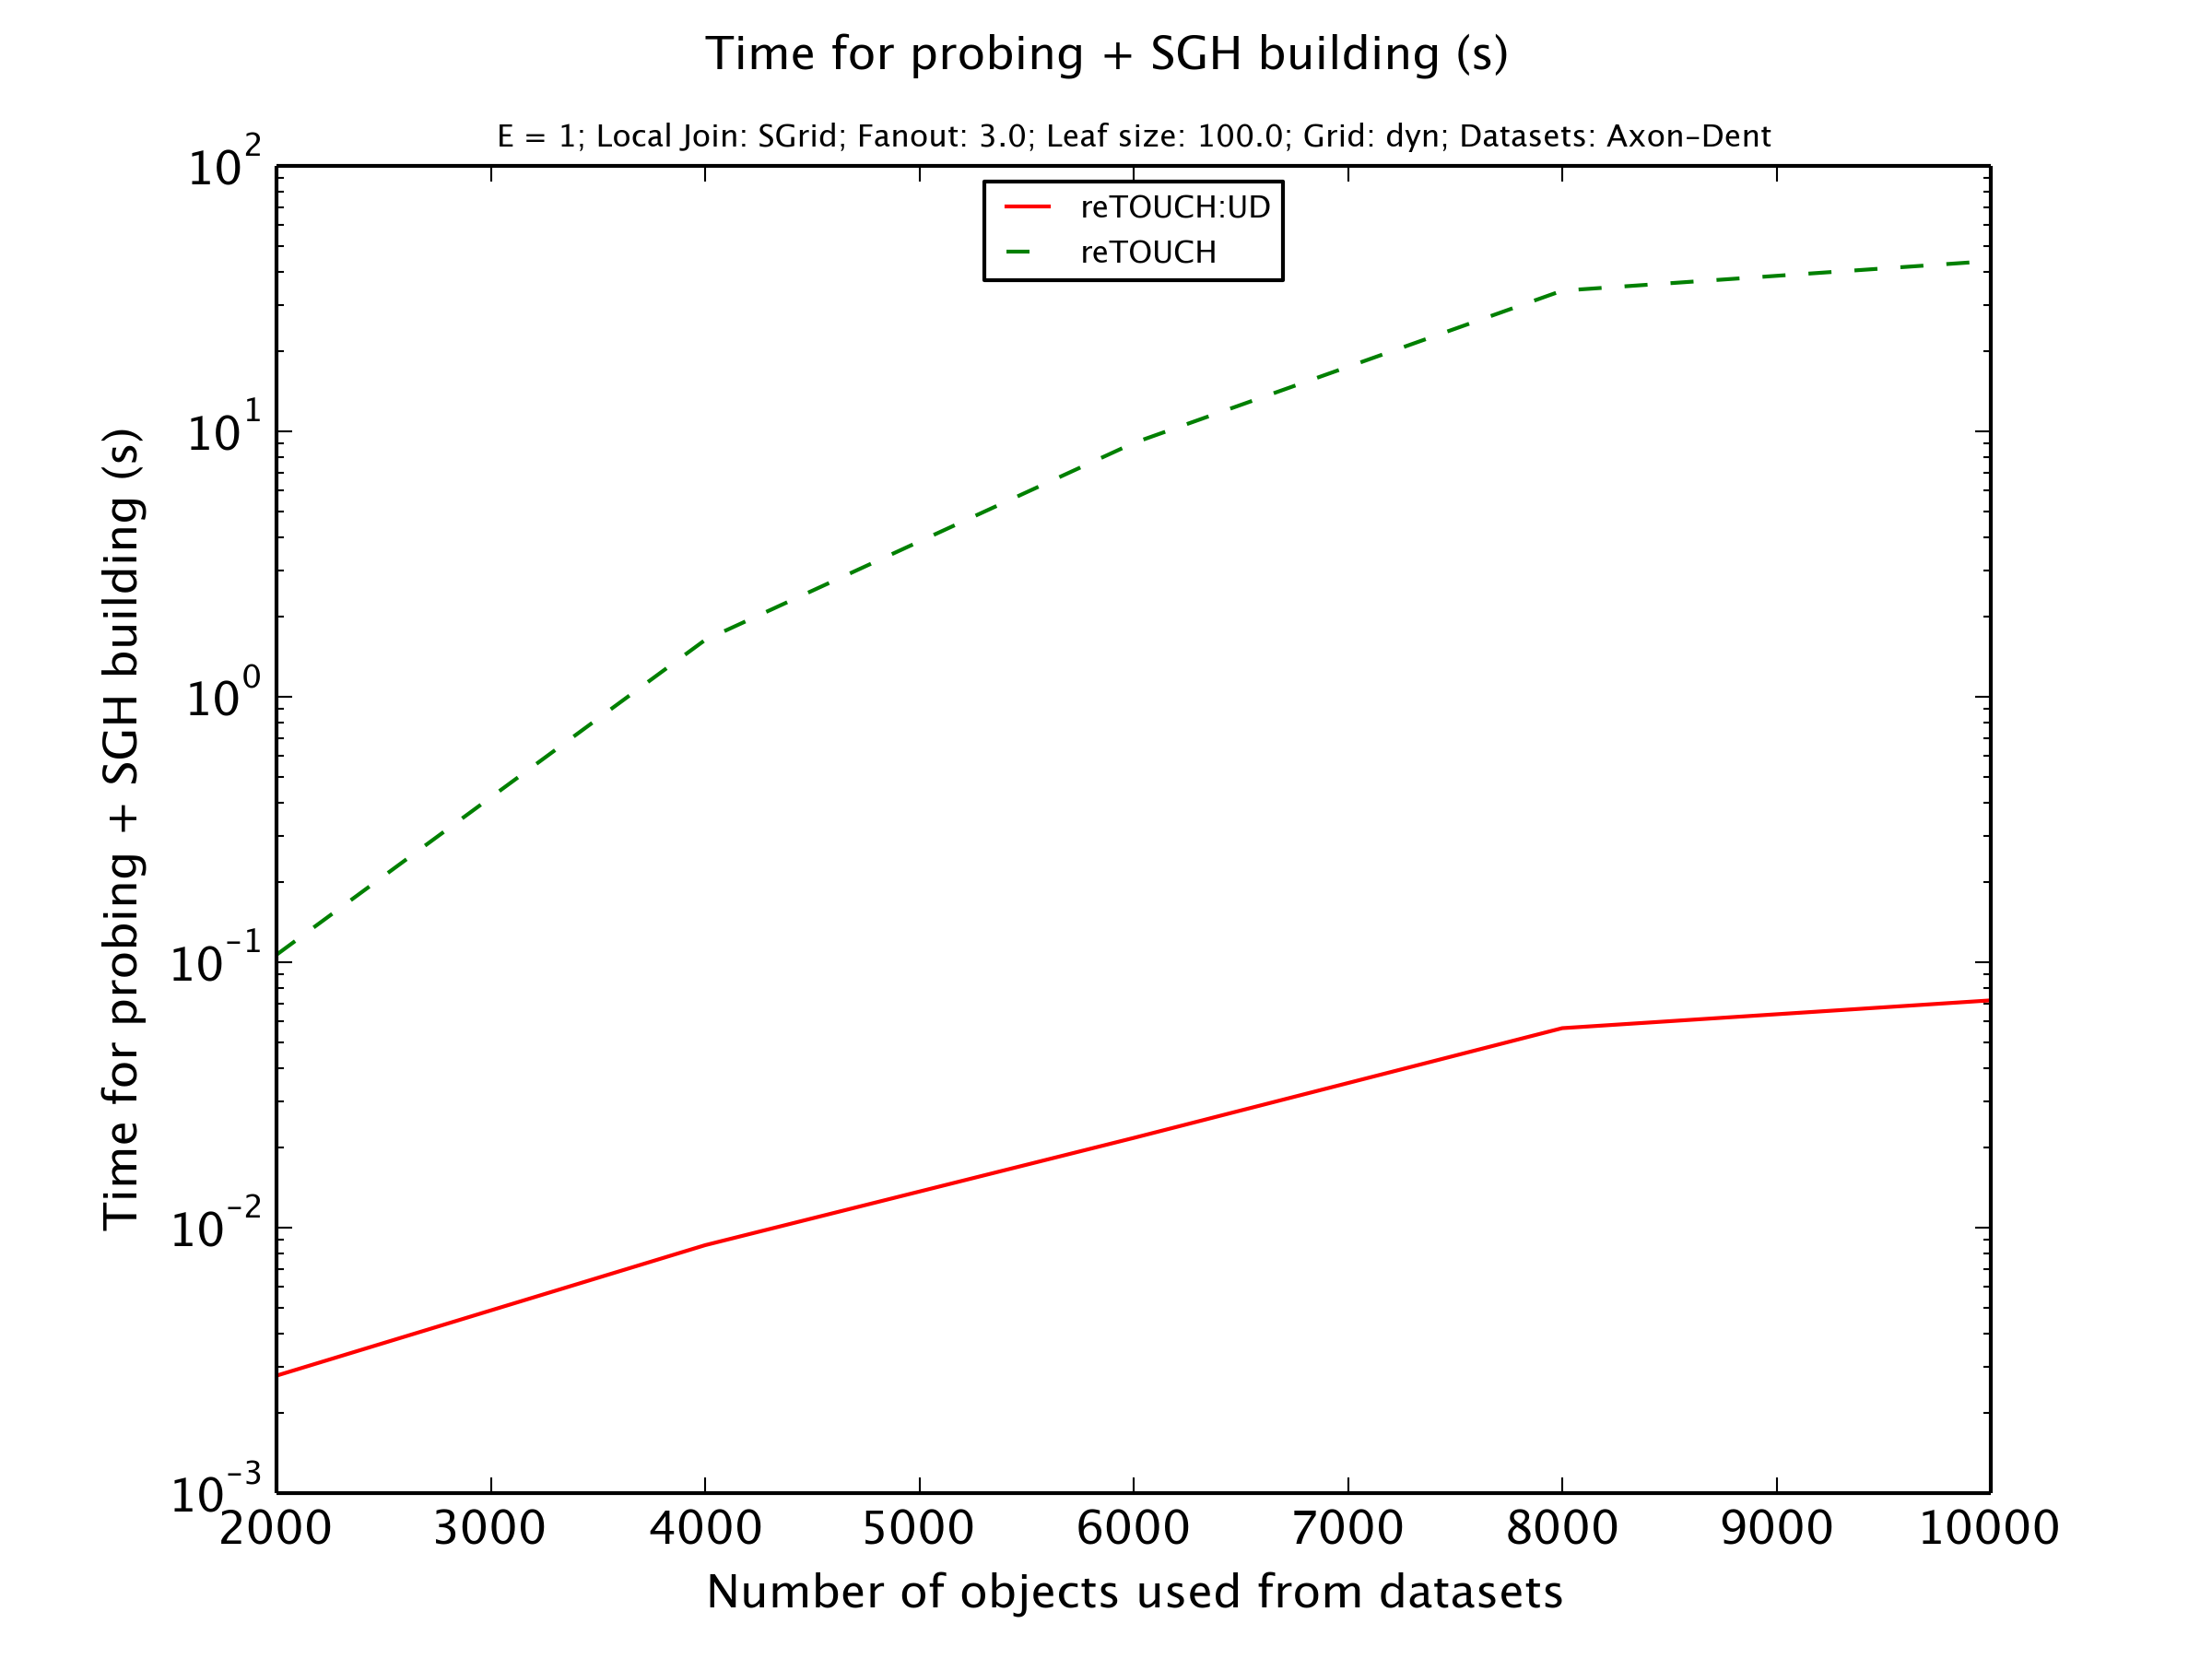 Time for probing + SGH building (s)
E = 1; Local Join: SGrid; Fanout: 3.0; Leaf size: 100.0; Grid: dyn; Datasets: Axon-Dent
reTOUCH:UD
reTOUCH
Time for probing + SGH building (s)
10^2
10^1
10^0
10^-1
10^-2
10^-3
2000 3000 4000 5000 6000 7000 8000 9000 10000
Number of objects used from datasets